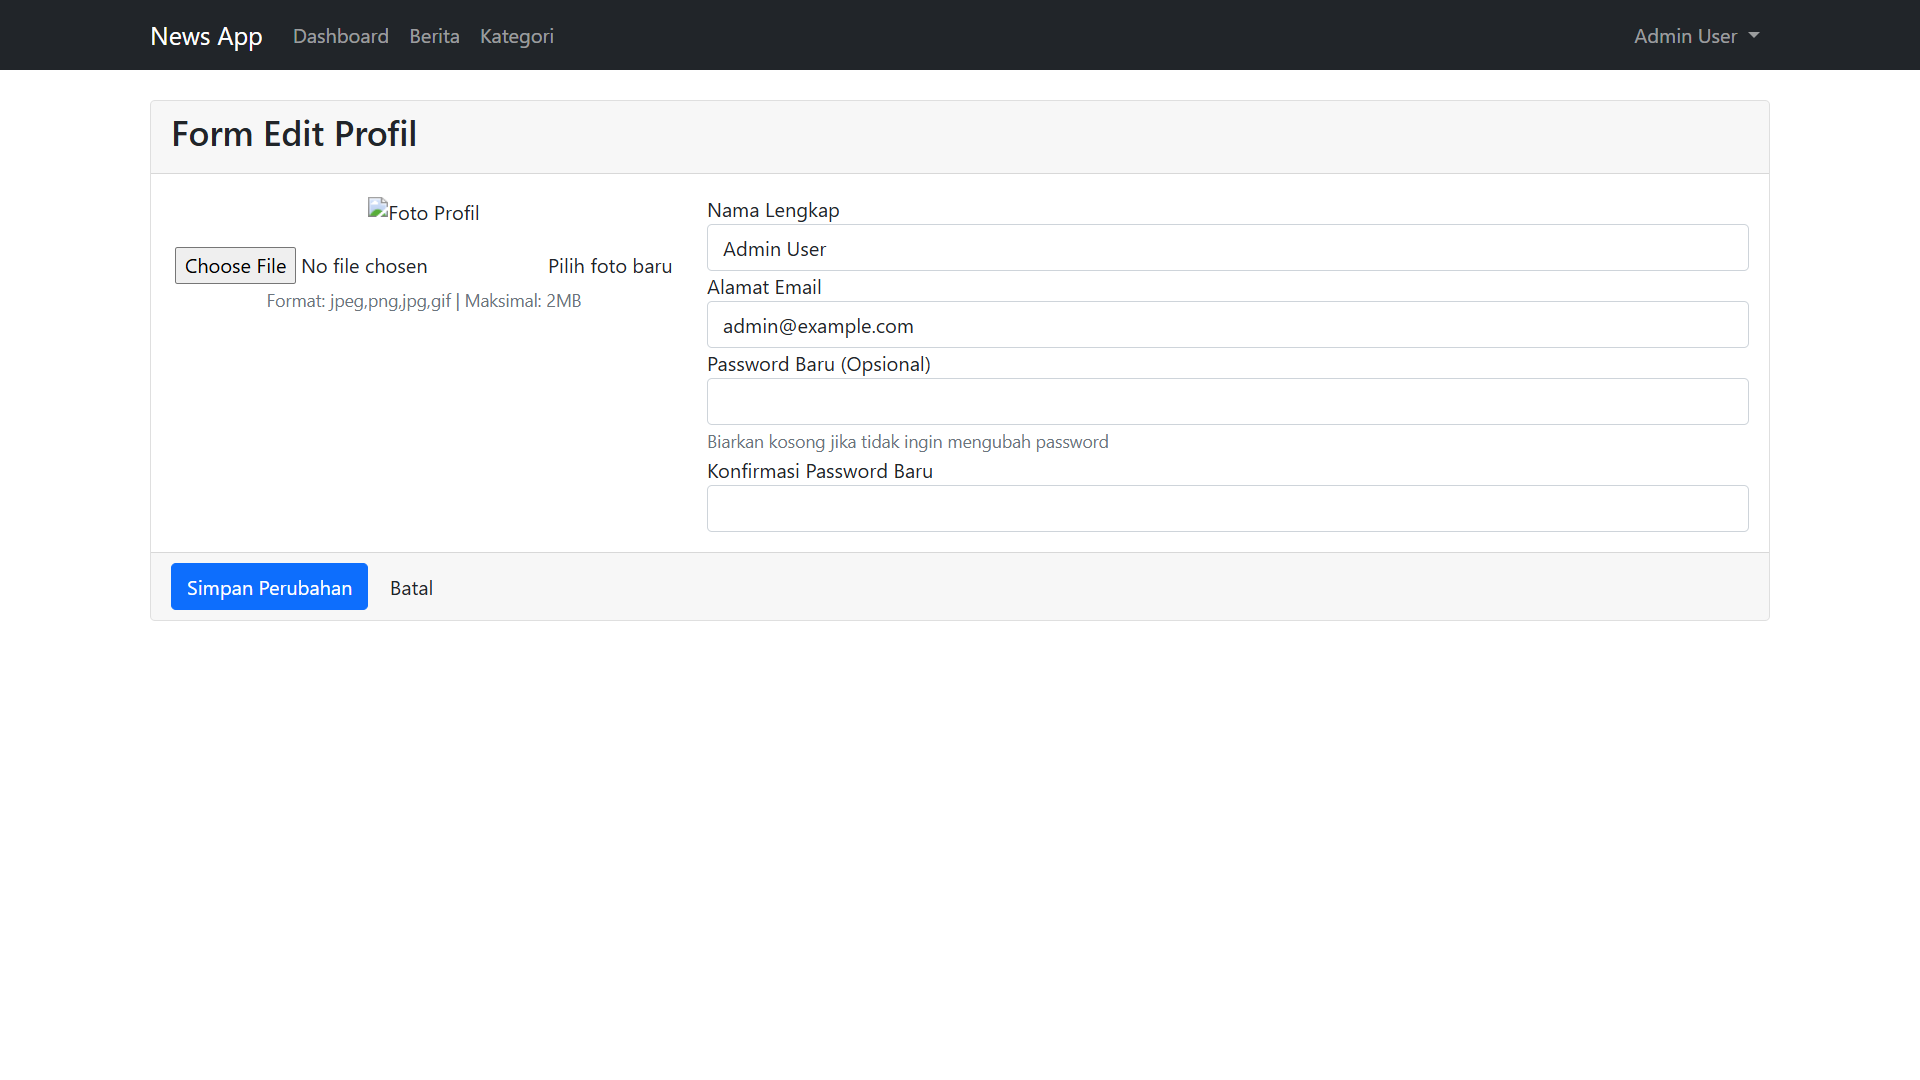 News App Dashboard Berita Kategori Admin User
Form Edit Profil
Foto Profil
Choose File No file chosen Pilih foto baru
Format: jpeg,png,jpg,gif | Maksimal: 2MB
Nama Lengkap
Admin User
Alamat Email
admin@example.com
Password Baru (Opsional)
Biarkan kosong jika tidak ingin mengubah password
Konfirmasi Password Baru
Simpan Perubahan Batal